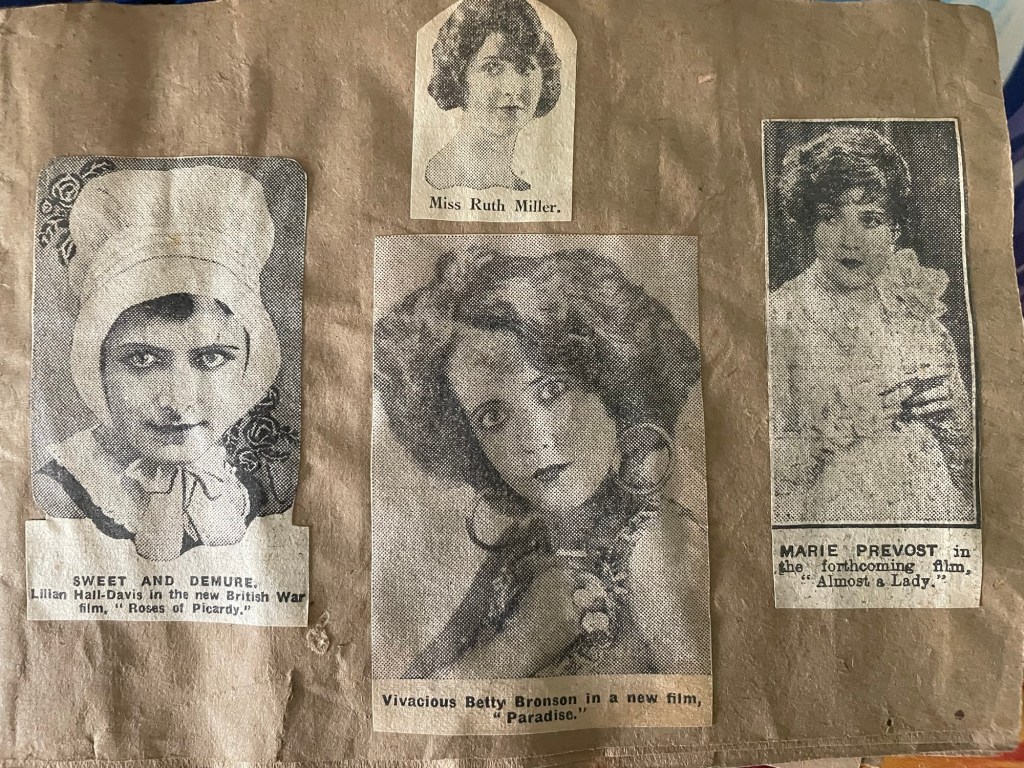 Miss Ruth Miller.
SWEET AND DEMURE.
Lilian Hall-Davis in the new British War
film, "Roses of Picardy."
Vivacious Betty Bronson in a new film,
"Paradise."
MARIE PREVOST in
the forthcoming film,
"Almost a Lady."